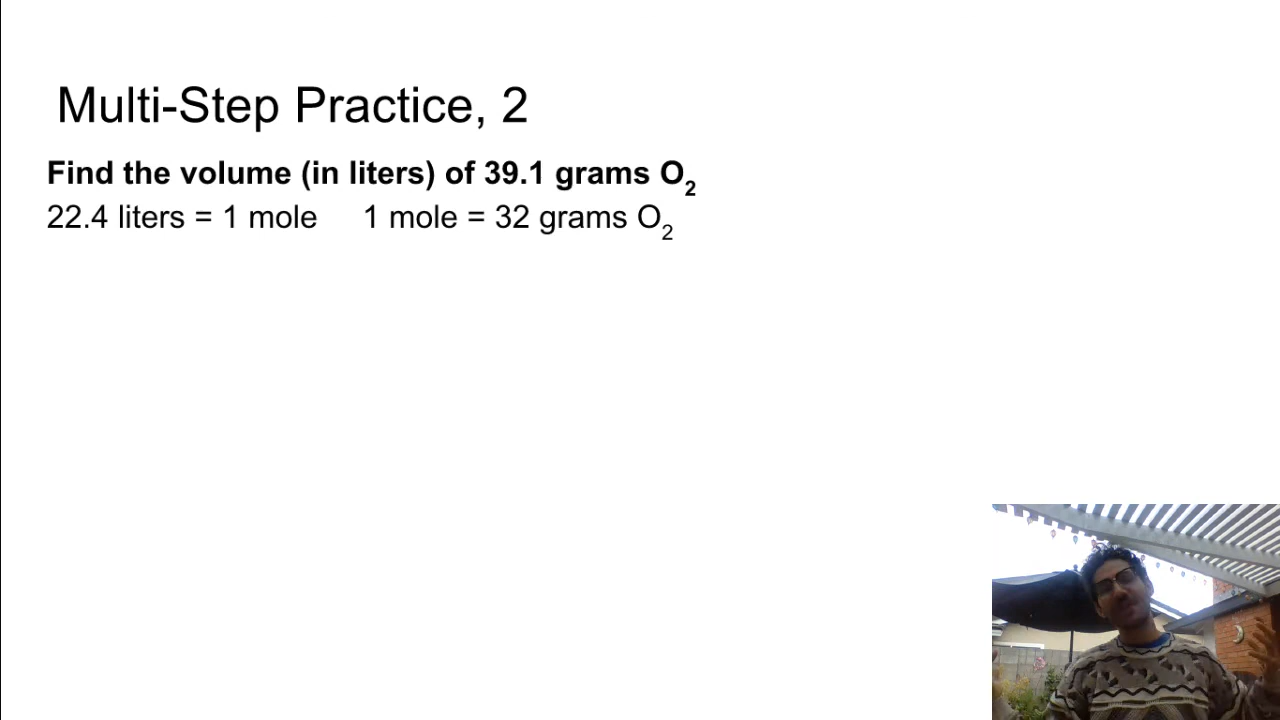 Multi-Step Practice, 2
Find the volume (in liters) of 39.1 grams O₂
22.4 liters = 1 mole 1 mole = 32 grams O₂